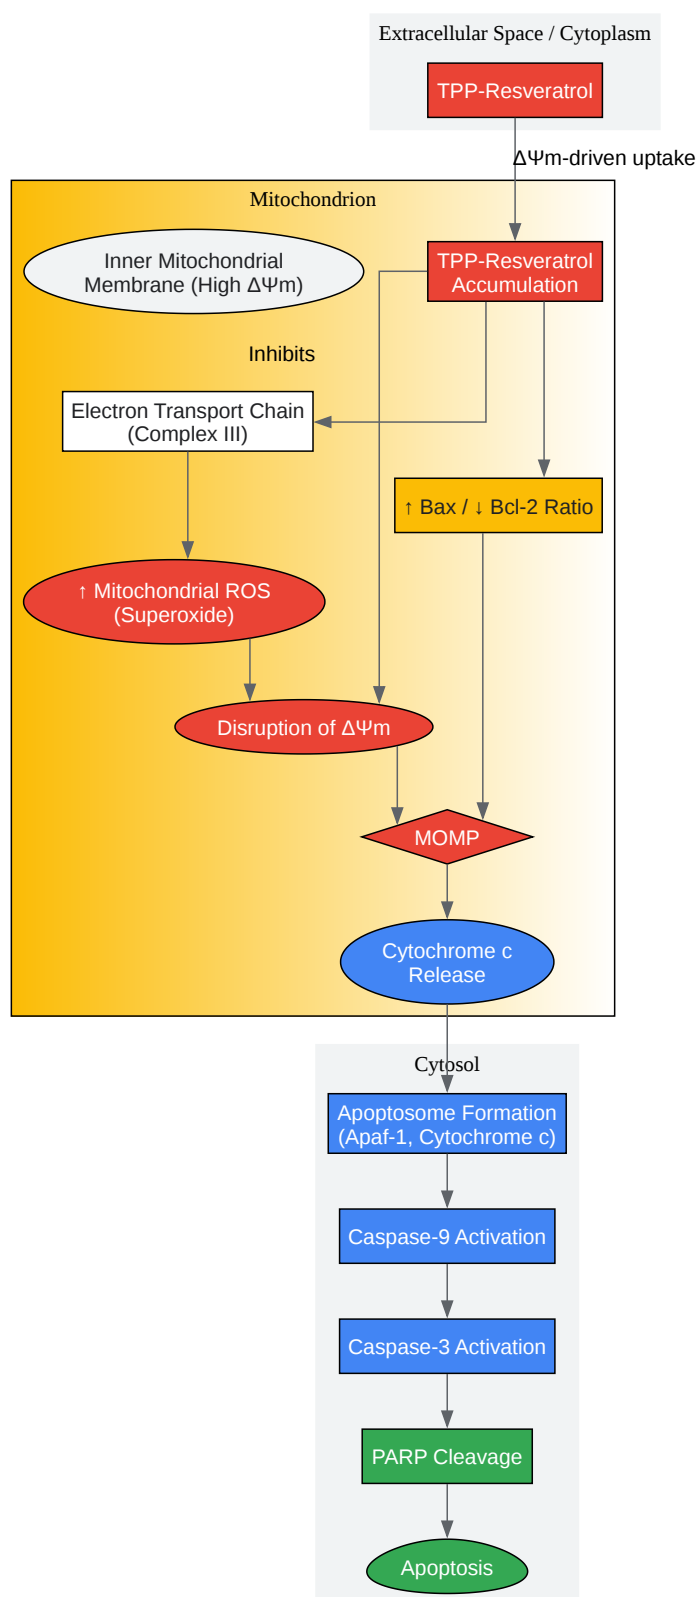 Extracellular Space / Cytoplasm
TPP-Resveratrol
ΔΨm-driven uptake
Mitochondrion
Inner Mitochondrial
Membrane (High ΔΨm)
TPP-Resveratrol
Accumulation
Inhibits
Electron Transport Chain
(Complex III)
↑ Bax / ↓ Bcl-2 Ratio
↑ Mitochondrial ROS
(Superoxide)
Disruption of ΔΨm
MOMP
Cytochrome c
Release
Cytosol
Apoptosome Formation
(Apaf-1, Cytochrome c)
Caspase-9 Activation
Caspase-3 Activation
PARP Cleavage
Apoptosis